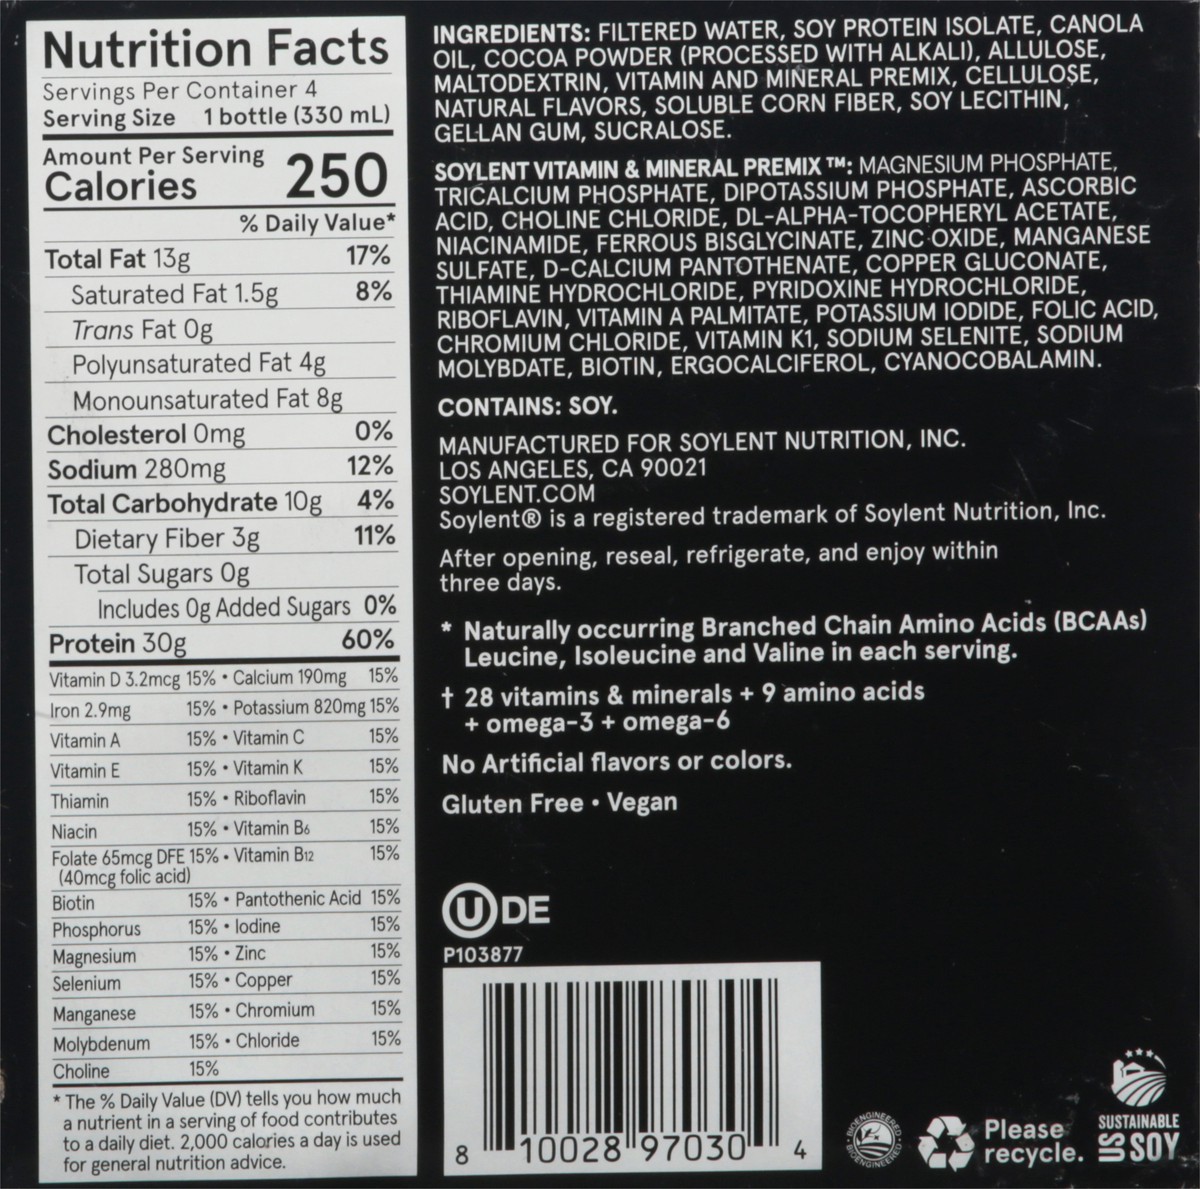 Nutrition Facts
Servings Per Container 4
Serving Size 1 bottle (330 mL)
Amount Per Serving
Calories 250
% Daily Value*
Total Fat 13g 17%
Saturated Fat 1.5g 8%
Trans Fat 0g
Polyunsaturated Fat 4g
Monounsaturated Fat 8g
Cholesterol 0mg 0%
Sodium 280mg 12%
Total Carbohydrate 10g 4%
Dietary Fiber 3g 11%
Total Sugars 0g
Includes 0g Added Sugars 0%
Protein 30g 60%
Vitamin D 3.2mcg 15% • Calcium 190mg 15%
Iron 2.9mg 15% • Potassium 820mg 15%
Vitamin A 15% • Vitamin C 15%
Vitamin E 15% • Vitamin K 15%
Thiamin 15% • Riboflavin 15%
Niacin 15% • Vitamin B6 15%
Folate 65mcg DFE 15% • Vitamin B12 15%
(40mcg folic acid)
Biotin 15% • Pantothenic Acid 15%
Phosphorus 15% • Iodine 15%
Magnesium 15% • Zinc 15%
Selenium 15% • Copper 15%
Manganese 15% • Chromium 15%
Molybdenum 15% • Chloride 15%
Choline 15%
* The % Daily Value (DV) tells you how much
a nutrient in a serving of food contributes
to a daily diet. 2,000 calories a day is used
for general nutrition advice.
INGREDIENTS: FILTERED WATER, SOY PROTEIN ISOLATE, CANOLA
OIL, COCOA POWDER (PROCESSED WITH ALKALI), ALLULOSE,
MALTODEXTRIN, VITAMIN AND MINERAL PREMIX, CELLULOSE,
NATURAL FLAVORS, SOLUBLE CORN FIBER, SOY LECITHIN,
GELLAN GUM, SUCRALOSE.
SOYLENT VITAMIN & MINERAL PREMIX ™: MAGNESIUM PHOSPHATE,
TRICALCIUM PHOSPHATE, DIPOTASSIUM PHOSPHATE, ASCORBIC
ACID, CHOLINE CHLORIDE, DL-ALPHA-TOCOPHERYL ACETATE,
NIACINAMIDE, FERROUS BISGLYCINATE, ZINC OXIDE, MANGANESE
SULFATE, D-CALCIUM PANTOTHENATE, COPPER GLUCONATE,
THIAMINE HYDROCHLORIDE, PYRIDOXINE HYDROCHLORIDE,
RIBOFLAVIN, VITAMIN A PALMITATE, POTASSIUM IODIDE, FOLIC ACID,
CHROMIUM CHLORIDE, VITAMIN K1, SODIUM SELENITE, SODIUM
MOLYBDATE, BIOTIN, ERGOCALCIFEROL, CYANOCOBALAMIN.
CONTAINS: SOY.
MANUFACTURED FOR SOYLENT NUTRITION, INC.
LOS ANGELES, CA 90021
SOYLENT.COM
Soylent® is a registered trademark of Soylent Nutrition, Inc.
After opening, reseal, refrigerate, and enjoy within
three days.
* Naturally occurring Branched Chain Amino Acids (BCAAs)
Leucine, Isoleucine and Valine in each serving.
† 28 vitamins & minerals + 9 amino acids
+ omega-3 + omega-6
No Artificial flavors or colors.
Gluten Free • Vegan
U DE
P103877
8 10028 97030 4
BIOENGINEERED
BIOENGINEERED
Please
recycle.
SUSTAINABLE
US SOY